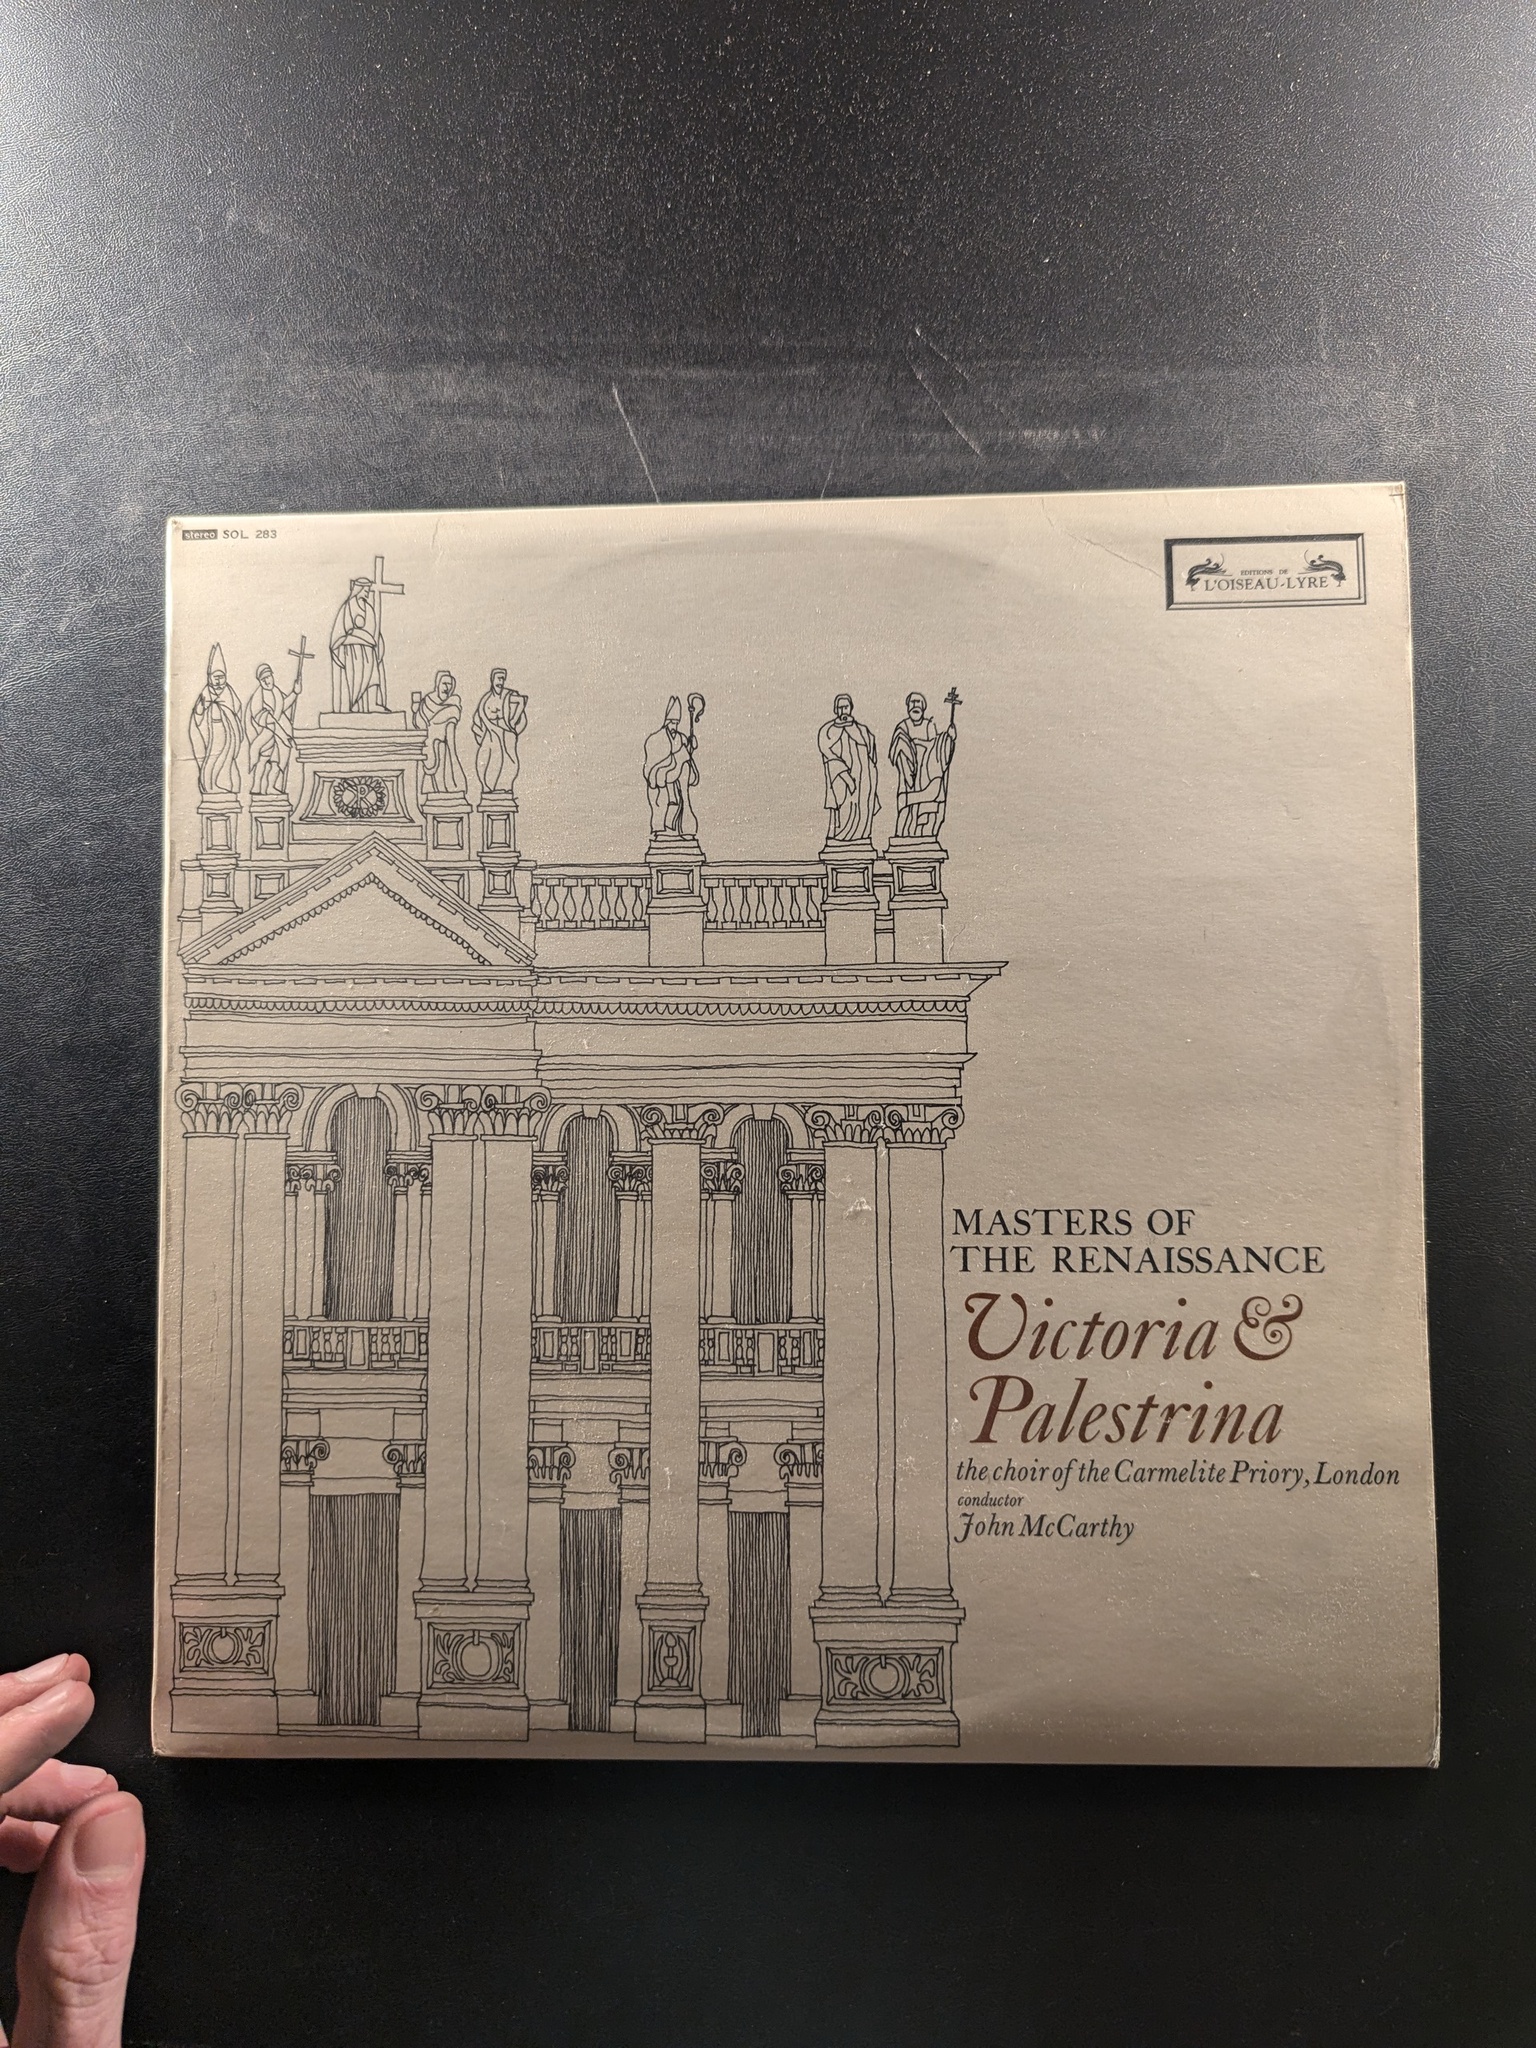 stereo SOL 283
EDITIONS DE
L'OISEAU-LYRE
MASTERS OF
THE RENAISSANCE
Victoria &
Palestrina
the choir of the Carmelite Priory, London
conductor
John McCarthy